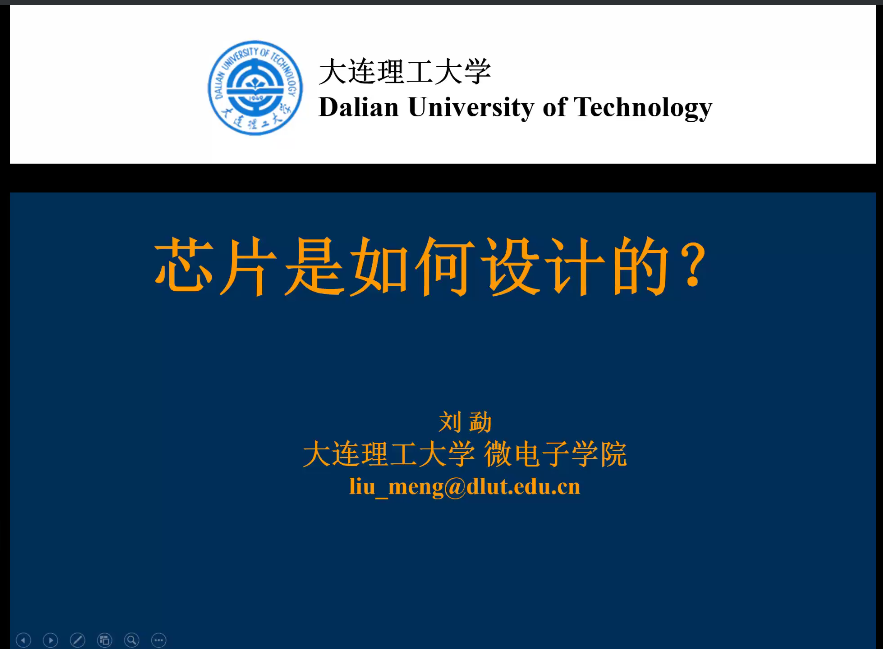 DALIAN UNIVERSITY OF TECHNOLOGY
1949
大连理工大学
大连理工大学
Dalian University of Technology
芯片是如何设计的？
刘 勐
大连理工大学 微电子学院
liu_meng@dlut.edu.cn